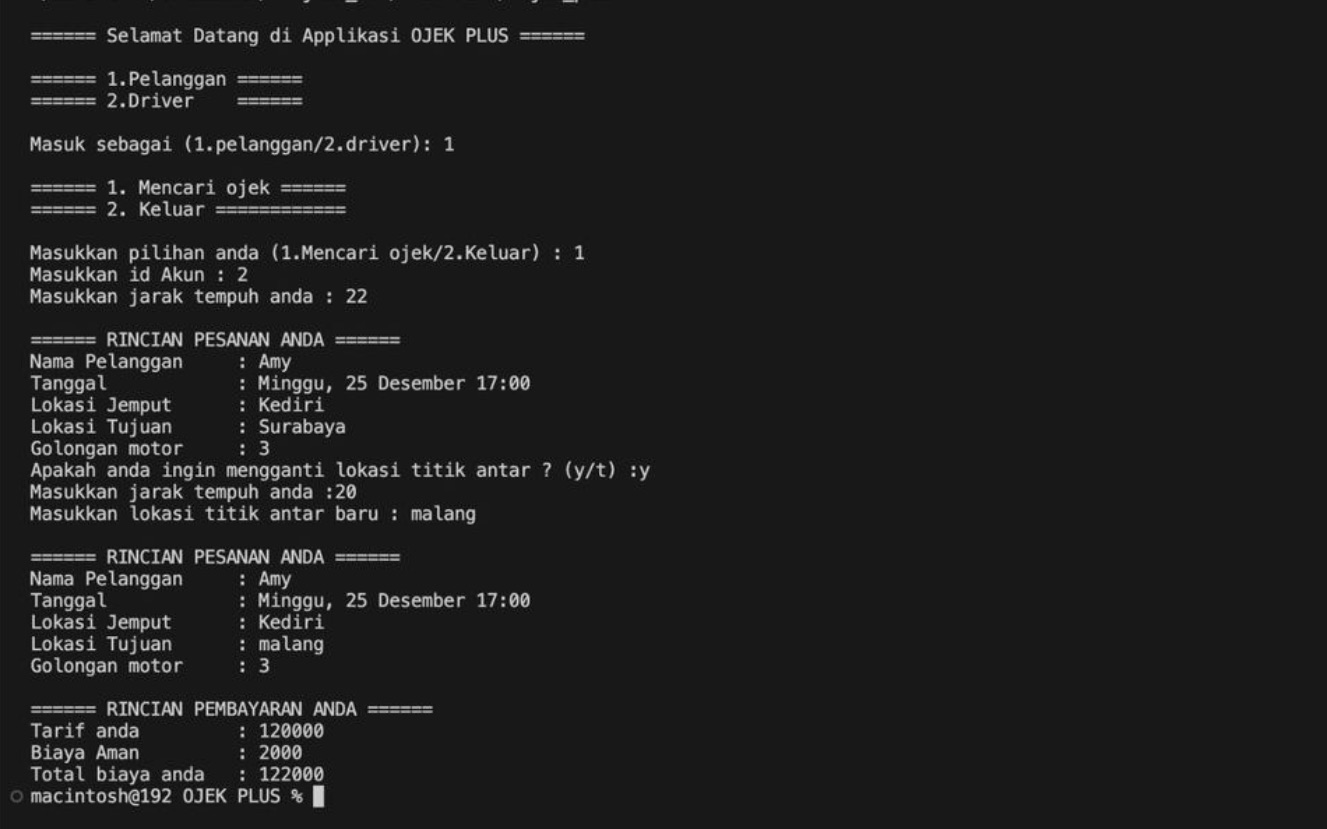 ====== Selamat Datang di Applikasi OJEK PLUS ======
====== 1.Pelanggan ======
====== 2.Driver    ======
Masuk sebagai (1.pelanggan/2.driver): 1
====== 1. Mencari ojek ======
====== 2. Keluar ============
Masukkan pilihan anda (1.Mencari ojek/2.Keluar) : 1
Masukkan id Akun : 2
Masukkan jarak tempuh anda : 22
====== RINCIAN PESANAN ANDA ======
Nama Pelanggan     : Amy
Tanggal            : Minggu, 25 Desember 17:00
Lokasi Jemput      : Kediri
Lokasi Tujuan      : Surabaya
Golongan motor     : 3
Apakah anda ingin mengganti lokasi titik antar ? (y/t) :y
Masukkan jarak tempuh anda :20
Masukkan lokasi titik antar baru : malang
====== RINCIAN PESANAN ANDA ======
Nama Pelanggan     : Amy
Tanggal            : Minggu, 25 Desember 17:00
Lokasi Jemput      : Kediri
Lokasi Tujuan      : malang
Golongan motor     : 3
====== RINCIAN PEMBAYARAN ANDA ======
Tarif anda         : 120000
Biaya Aman         : 2000
Total biaya anda   : 122000
macintosh@192 OJEK PLUS %